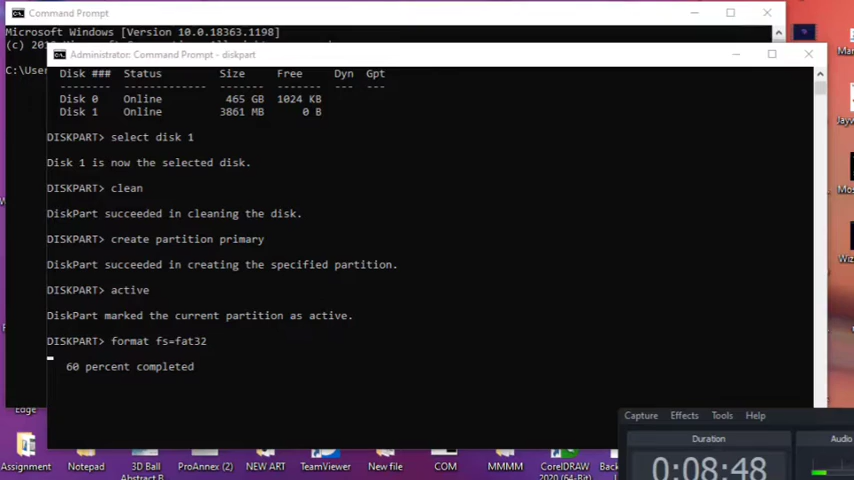 Command Prompt
Microsoft Windows [Version 10.0.18363.1198]
Administrator: Command Prompt - diskpart
C:\User
Disk ### Status Size Free Dyn Gpt
-------- ------------- ------- ------- --- ---
Disk 0 Online 465 GB 1024 KB
Disk 1 Online 3861 MB 0 B
DISKPART> select disk 1
Disk 1 is now the selected disk.
DISKPART> clean
DiskPart succeeded in cleaning the disk.
DISKPART> create partition primary
DiskPart succeeded in creating the specified partition.
DISKPART> active
DiskPart marked the current partition as active.
DISKPART> format fs=fat32
60 percent completed
Mar
Jayw
Mos
Wiz
Edge
Capture Effects Tools Help
Duration Audio
0:08:48
Assignment Notepad 3D Ball ProAnnex (2) NEW ART TeamViewer New file COM MMMM CorelDRAW Back
Abstract B 2020 (64-Bit)